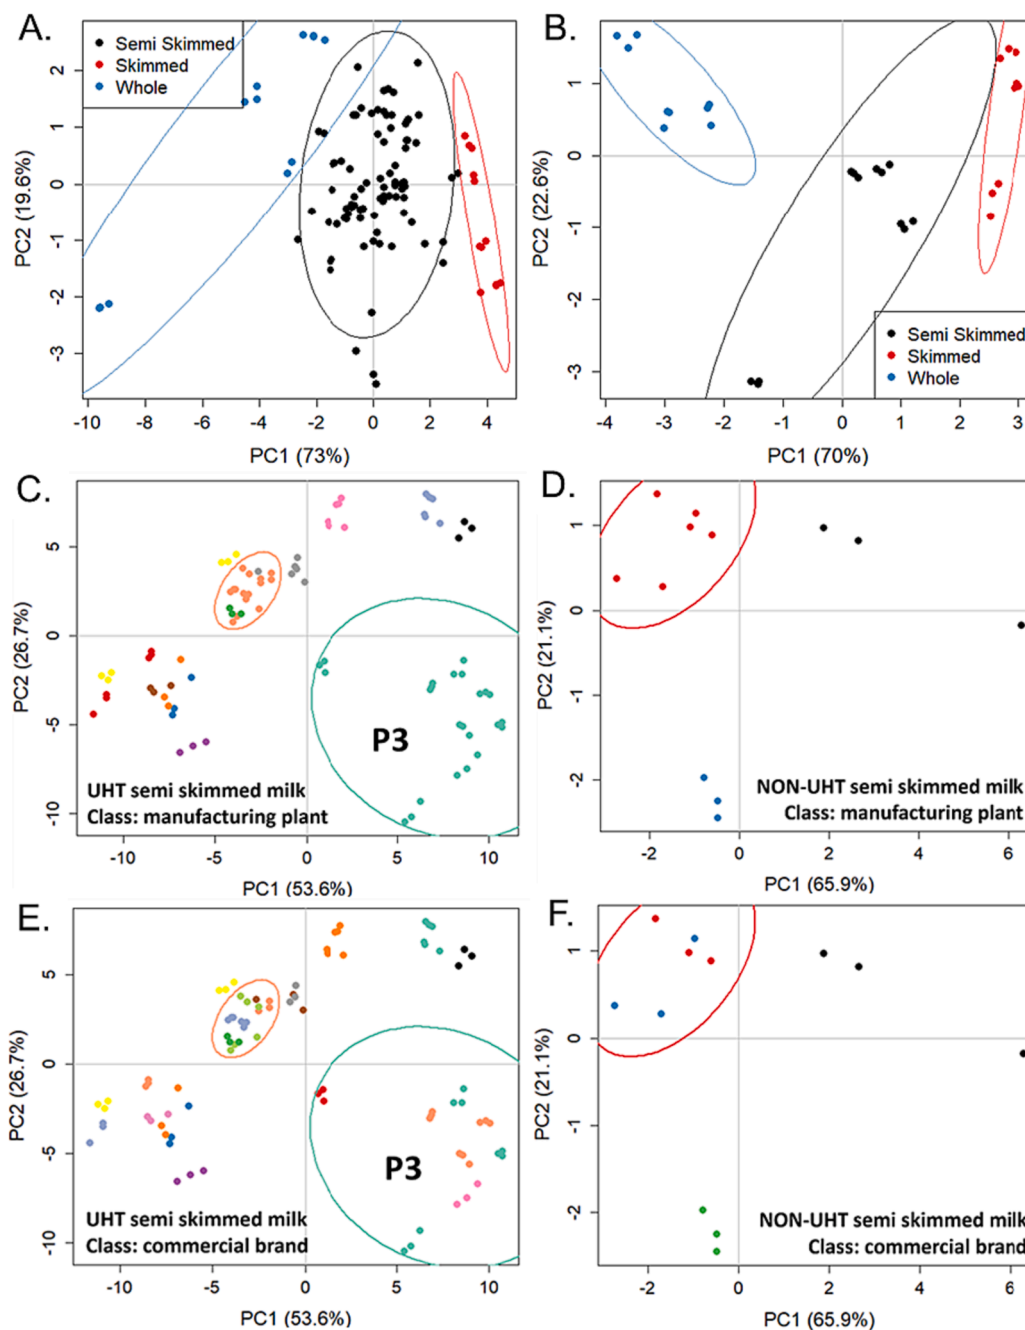 A.
Semi Skimmed
Skimmed
Whole
PC2 (19.6%)
2
1
0
-1
-2
-3
-10 -8 -6 -4 -2 0 2 4
PC1 (73%)
B.
PC2 (22.6%)
1
0
-1
-2
-3
Semi Skimmed
Skimmed
Whole
-4 -3 -2 -1 0 1 2 3
PC1 (70%)
C.
PC2 (26.7%)
5
0
-5
-10
P3
UHT semi skimmed milk
Class: manufacturing plant
-10 -5 0 5 10
PC1 (53.6%)
D.
PC2 (21.1%)
1
0
-1
-2
NON-UHT semi skimmed milk
Class: manufacturing plant
-2 0 2 4 6
PC1 (65.9%)
E.
PC2 (26.7%)
5
0
-5
-10
P3
UHT semi skimmed milk
Class: commercial brand
-10 -5 0 5 10
PC1 (53.6%)
F.
PC2 (21.1%)
1
0
-1
-2
NON-UHT semi skimmed milk
Class: commercial brand
-2 0 2 4 6
PC1 (65.9%)